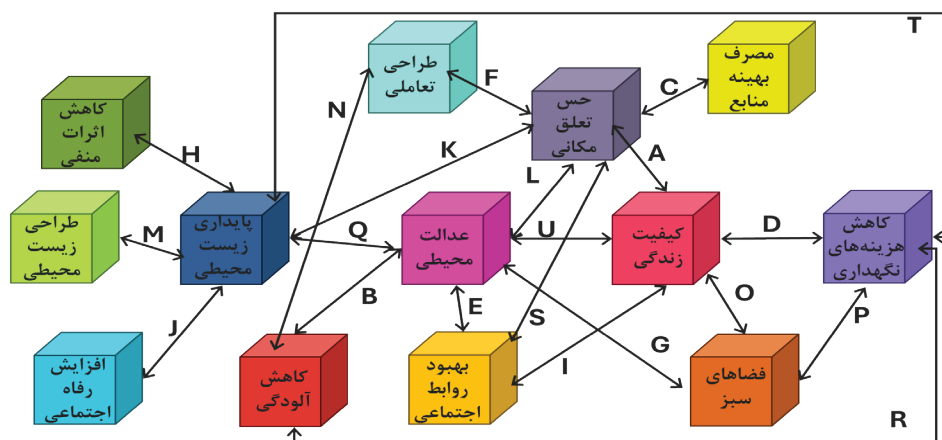 T
طراحی
تعاملی
F
N
حس
تعلق
مکانی
C
مصرف
بهینه
منابع
کاهش
اثرات
منفی
H
K
L
A
طراحی
زیست
محیطی
M
پایداری
زیست
محیطی
Q
عدالت
محیطی
U
کیفیت
زندگی
D
کاهش
هزینه‌های
نگهداری
B
E
S
O
P
G
I
J
افزایش
رفاه
اجتماعی
کاهش
آلودگی
بهبود
روابط
اجتماعی
فضاهای
سبز
R